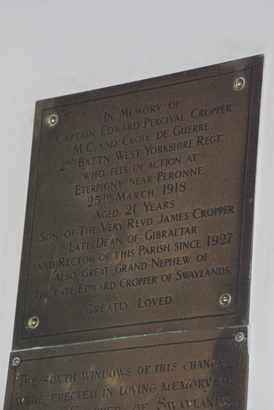 IN MEMORY OF
CAPTAIN EDWARD PERCIVAL CROPPER
M.C. AND CROIX DE GUERRE.
2ND BATTN. WEST YORKSHIRE REGT.
WHO FELL IN ACTION AT
ETERPIGNY NEAR PERONNE.
25TH MARCH 1918
AGED 21 YEARS.
SON OF THE VERY REVD JAMES CROPPER
LATE DEAN OF GIBRALTAR
AND RECTOR OF THIS PARISH SINCE 1927
ALSO GREAT GRAND-NEPHEW OF
THE LATE EDWARD CROPPER OF SWAYLANDS.
GREATLY LOVED.
THE SOUTH WINDOWS OF THIS
WERE ERECTED IN LOVING MEMORY
OF SWAYLANDS